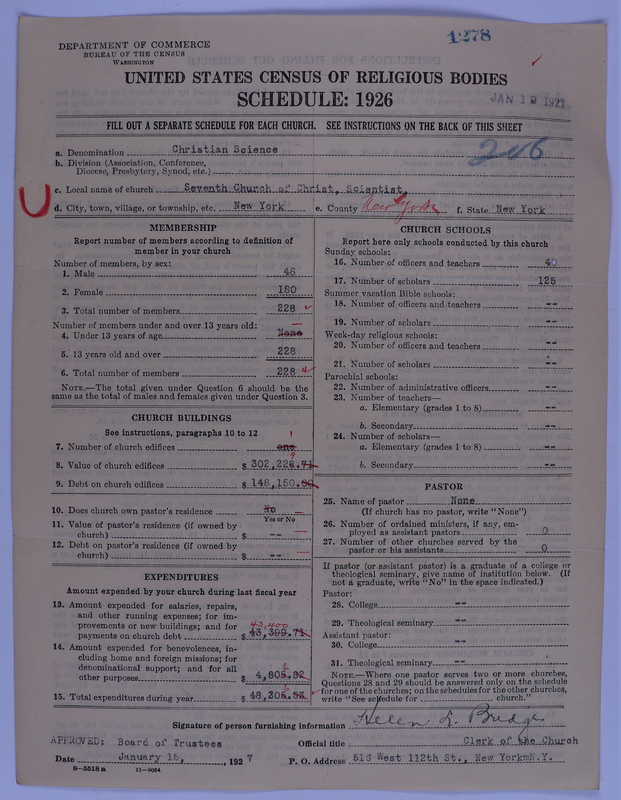 1278
DEPARTMENT OF COMMERCE
BUREAU OF THE CENSUS
WASHINGTON
UNITED STATES CENSUS OF RELIGIOUS BODIES
SCHEDULE: 1926
JAN 19 1927
FILL OUT A SEPARATE SCHEDULE FOR EACH CHURCH. SEE INSTRUCTIONS ON THE BACK OF THIS SHEET
a. Denomination Christian Science
266
b. Division (Association, Conference,
Diocese, Presbytery, Synod, etc.)
c. Local name of church Seventh Church of Christ, Scientist,
d. City, town, village, or township, etc. New York e. County New York f. State New York
MEMBERSHIP
Report number of members according to definition of
member in your church
Number of members, by sex:
1. Male 48
2. Female 180
3. Total number of members 228
Number of members under and over 13 years old:
4. Under 13 years of age None
5. 13 years old and over 228
6. Total number of members 228
NOTE.—The total given under Question 6 should be the
same as the total of males and females given under Question 3.
CHURCH BUILDINGS
See instructions, paragraphs 10 to 12
7. Number of church edifices one 1
8. Value of church edifices $302,228.71 9
9. Debt on church edifices $148,150.00
10. Does church own pastor's residence No
Yes or No
11. Value of pastor's residence (if owned by
church) $ --
12. Debt on pastor's residence (if owned by
church) $ --
EXPENDITURES
Amount expended by your church during last fiscal year
13. Amount expended for salaries, repairs,
and other running expenses; for im-
provements or new buildings; and for
payments on church debt $43,399.71 43,400
14. Amount expended for benevolences, in-
cluding home and foreign missions; for
denominational support; and for all
other purposes $4,805.82 6
15. Total expenditures during year $48,205.53 6
CHURCH SCHOOLS
Report here only schools conducted by this church
Sunday schools:
16. Number of officers and teachers 40
17. Number of scholars 125
Summer vacation Bible schools:
18. Number of officers and teachers --
19. Number of scholars --
Week-day religious schools:
20. Number of officers and teachers --
21. Number of scholars --
Parochial schools:
22. Number of administrative officers --
23. Number of teachers—
a. Elementary (grades 1 to 8) --
b. Secondary --
24. Number of scholars—
a. Elementary (grades 1 to 8) --
b. Secondary --
PASTOR
25. Name of pastor None
(If church has no pastor, write "None")
26. Number of ordained ministers, if any, em-
ployed as assistant pastors 0
27. Number of other churches served by the
pastor or his assistants 0
If pastor (or assistant pastor) is a graduate of a college or
theological seminary, give name of institution below. (If
not a graduate, write "No" in the space indicated.)
Pastor:
28. College --
29. Theological seminary --
Assistant pastor:
30. College --
31. Theological seminary --
NOTE.—Where one pastor serves two or more churches,
Questions 28 and 29 should be answered only on the schedule
for one of the churches; on the schedules for the other churches,
write "See schedule for church."
Signature of person furnishing information Helen L. Bridge
APPROVED: Board of Trustees Official title Clerk of the Church
Date January 15, 1927 P. O. Address 516 West 112th St., New YorkmN.Y.
8—5518a 11—9054